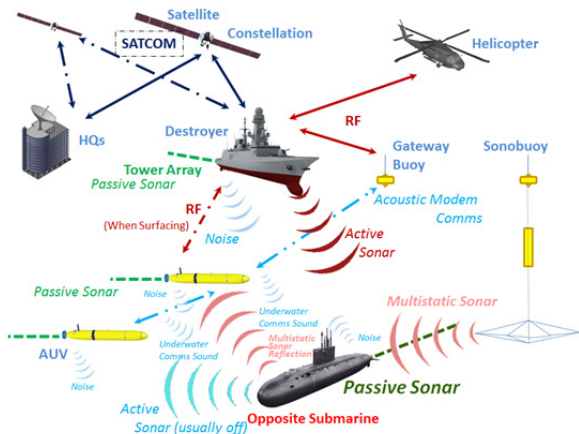 Satellite
Constellation
SATCOM
Helicopter
HQs
Destroyer
RF
Gateway
Buoy
Sonobuoy
Tower Array
Passive Sonar
RF
(When Surfacing)
Noise
Acoustic Modem
Comms
Active
Sonar
Passive Sonar
Noise
Underwater
Comms Sound
Multistatic Sonar
AUV
Noise
Underwater
Comms Sound
Multistatic
Sonar
Reflection
Noise
Passive Sonar
Active
Sonar (usually off)
Opposite Submarine